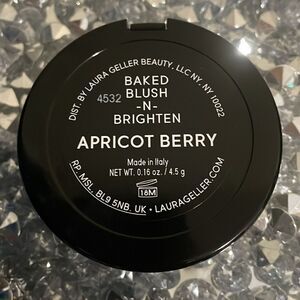 DIST. BY LAURA GELLER BEAUTY, LLC NY, NY 10022
4532
BAKED
BLUSH
-N-
BRIGHTEN
APRICOT BERRY
Made in Italy
NET WT. 0.16 oz. / 4.5 g
18M
RP. MSL, BL9 5NB. UK • LAURAGELLER.COM